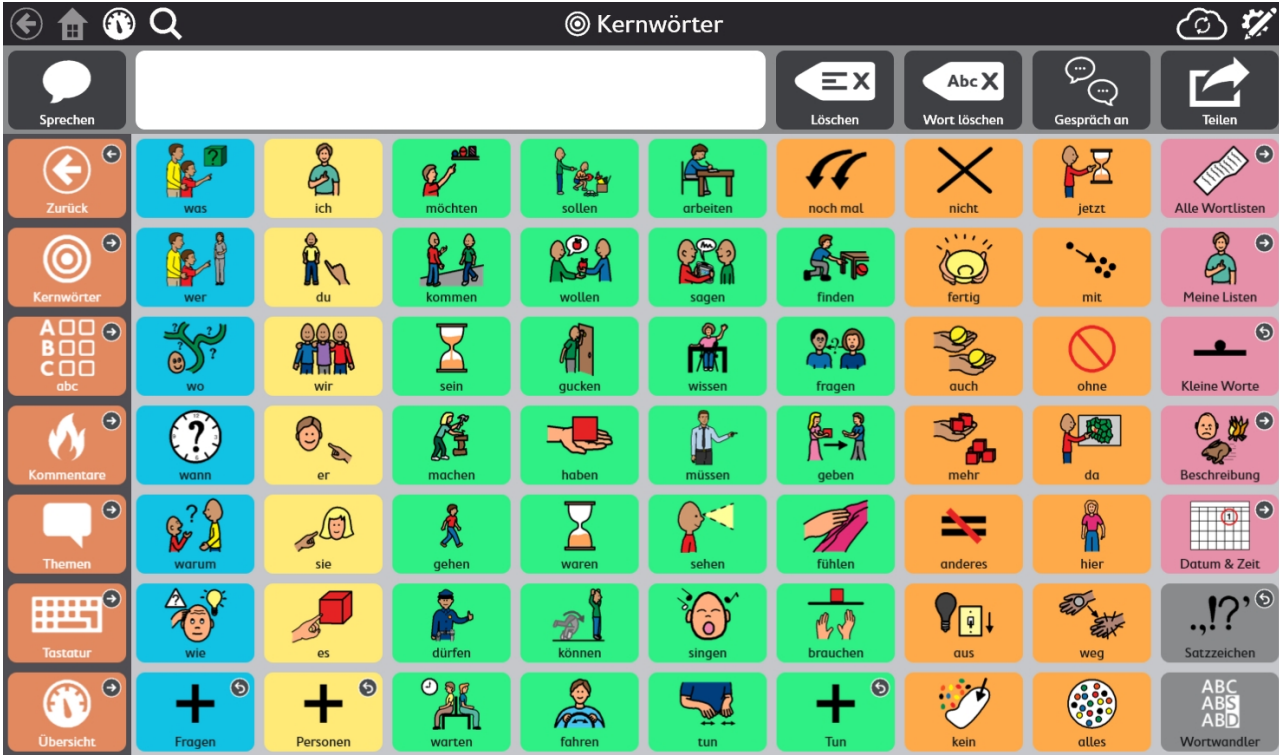 Kernwörter
Sprechen
Löschen
Abc X
Wort löschen
Gespräch an
Teilen
Zurück
was
ich
möchten
sollen
arbeiten
noch mal
nicht
jetzt
Alle Wortlisten
Kernwörter
wer
du
kommen
wollen
sagen
finden
fertig
mit
Meine Listen
A
B
C
abc
wo
wir
sein
gucken
wissen
fragen
auch
ohne
Kleine Worte
Kommentare
wann
er
machen
haben
müssen
geben
mehr
da
Beschreibung
Themen
warum
sie
gehen
waren
sehen
fühlen
anderes
hier
1
Datum & Zeit
Tastatur
wie
es
dürfen
können
singen
brauchen
aus
weg
.,!?’
Satzzeichen
Übersicht
Fragen
Personen
warten
fahren
tun
Tun
kein
alles
ABC
ABS
ABD
Wortwandler